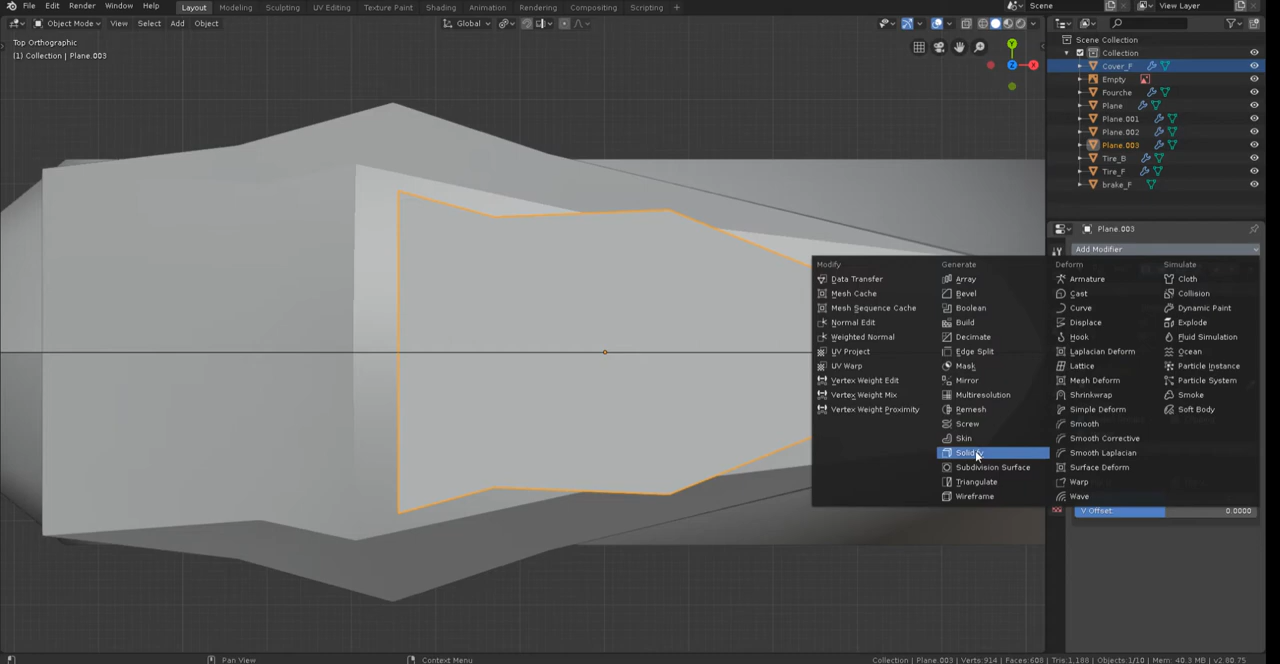 File Edit Render Window Help Layout Modeling Sculpting UV Editing Texture Paint Shading Animation Rendering Compositing Scripting + Scene View Layer
Object Mode View Select Add Object Global
Top Orthographic
(1) Collection | Plane.003
Y
Z
X
Scene Collection
Collection
Cover_F
Empty
Fourche
Plane
Plane.001
Plane.002
Plane.003
Tire_B
Tire_F
brake_F
Plane.003
Add Modifier
Modify
Data Transfer
Mesh Cache
Mesh Sequence Cache
Normal Edit
Weighted Normal
UV Project
UV Warp
Vertex Weight Edit
Vertex Weight Mix
Vertex Weight Proximity
Generate
Array
Bevel
Boolean
Build
Decimate
Edge Split
Mask
Mirror
Multiresolution
Remesh
Screw
Skin
Solidify
Subdivision Surface
Triangulate
Wireframe
Deform
Armature
Cast
Curve
Displace
Hook
Laplacian Deform
Lattice
Mesh Deform
Shrinkwrap
Simple Deform
Smooth
Smooth Corrective
Smooth Laplacian
Surface Deform
Warp
Wave
Simulate
Cloth
Collision
Dynamic Paint
Explode
Fluid Simulation
Ocean
Particle Instance
Particle System
Smoke
Soft Body
V Offset: 0.0000
Pan View Context Menu Collection | Plane.003 | Verts:914 | Faces:608 | Tris:1,188 | Objects:1/10 | Mem: 40.3 MB | v2.80.75